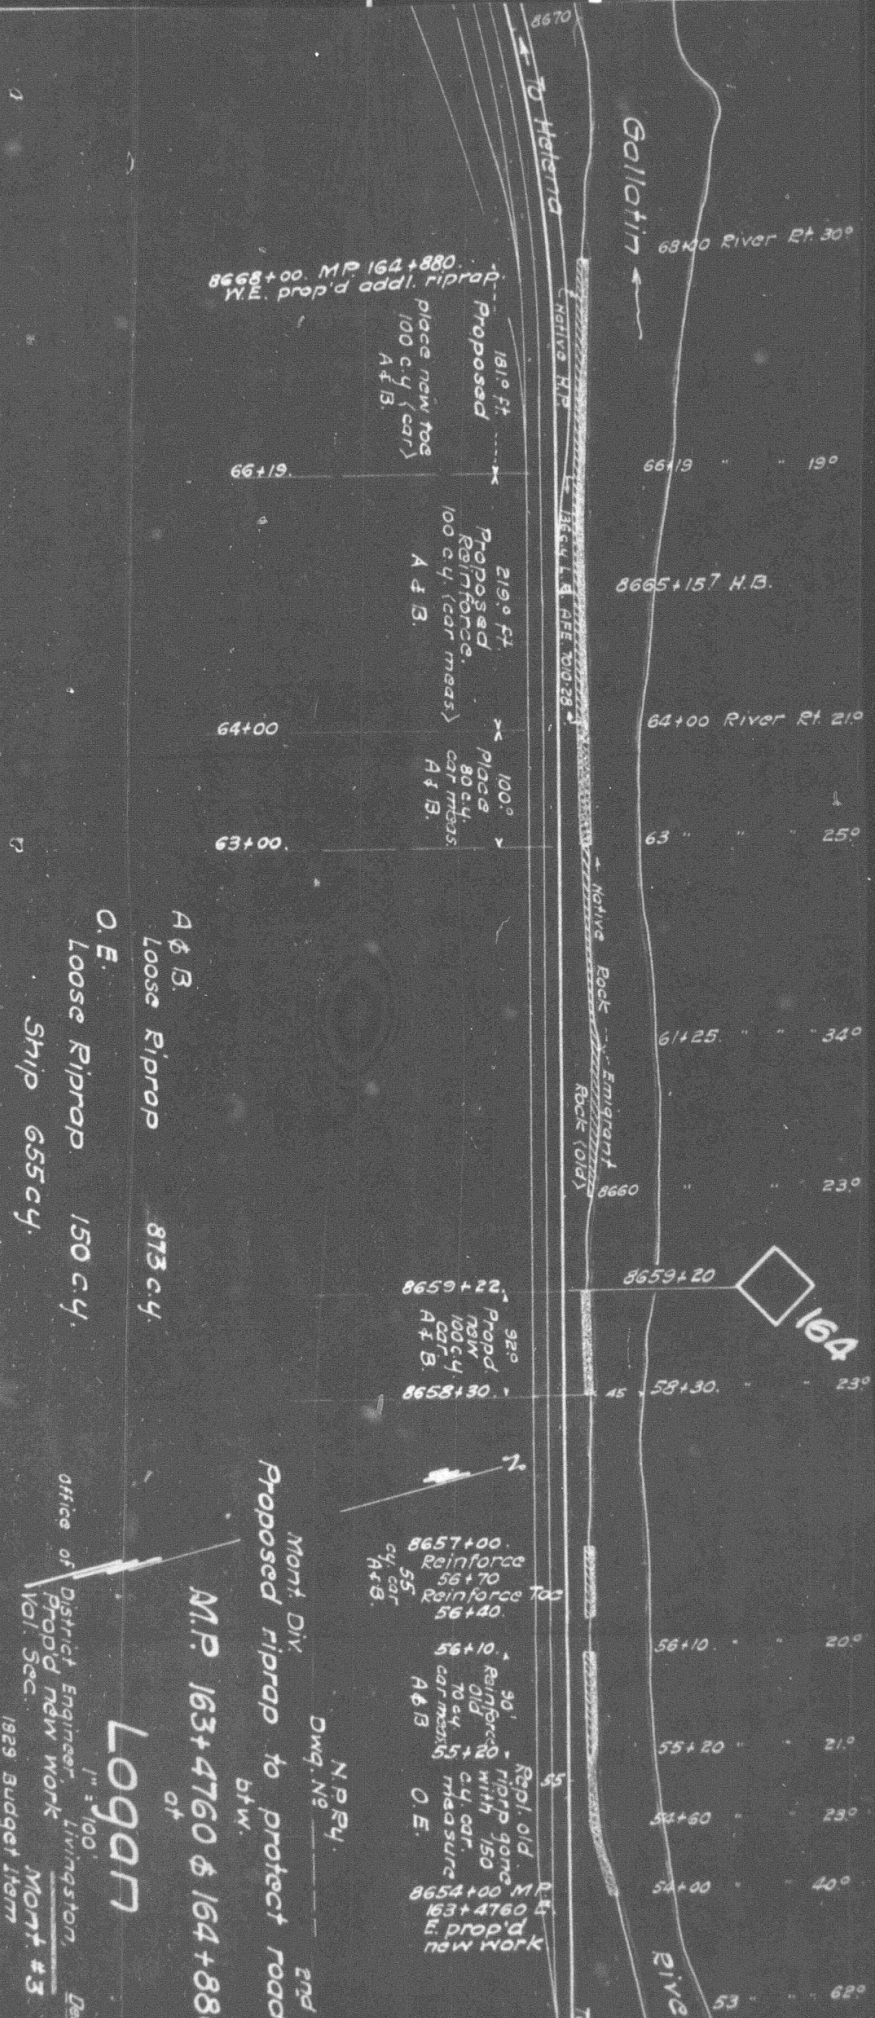 8670
← To Helena
Gallatin ←
68+00 River Rt. 30°
8668+00. M.P. 164+880.
W.E. prop'd addl. riprap.
181° ft.
Proposed
place new toe
100 c.y. (car)
A & B.
Native H.P.
66+19.
66+19 " " 19°
136 c.y. L.R. AFE. 7010-28
219° ft.
Proposed
Reinforce.
100 c.y. (car meas)
A & B.
8665+157 H.B.
64+00
64+00 River Rt. 21°
100°
Place
80 c.y.
car meas.
A & B.
63+00.
63 " " " 25°
Native Rock
61+25. " " 34°
Emigrant
Rock (old)
8660 " " 23°
A & B.
Loose Riprap 873 c.y.
O.E.
Loose Riprap 150 c.y.
Ship 655 c.y.
8659+22.
8659+20
164
92°
Propd.
new
100 c.y.
car.
A & B.
8658+30.
45
58+30. " " 23°
8657+00.
Reinforce
56+70
Reinforce Toe
56+40.
55
c.y. car
A & B.
56+10.
56+10. " " 20°
90'
Reinforce
old
70 c.y.
car meas.
A & B
55+20.
55
55+20 " " 21°
Repl. old
riprap gone
with 150
c.y. car
measure
O.E.
54+60 " " 29°
8654+00 MP
163+4760 E.
E. prop'd
new work
54+00 " " 40°
53 " " 62°
N.P.Ry.
Mont. Div
Dwg. No 2nd
Proposed riprap to protect road
btw.
M.P. 163+4760 & 164+88
at
Logan
1" = 100'
Office of District Engineer, Livingston,
Prop'd new work Mont. #3
Val. Sec.
1929 Budget Item